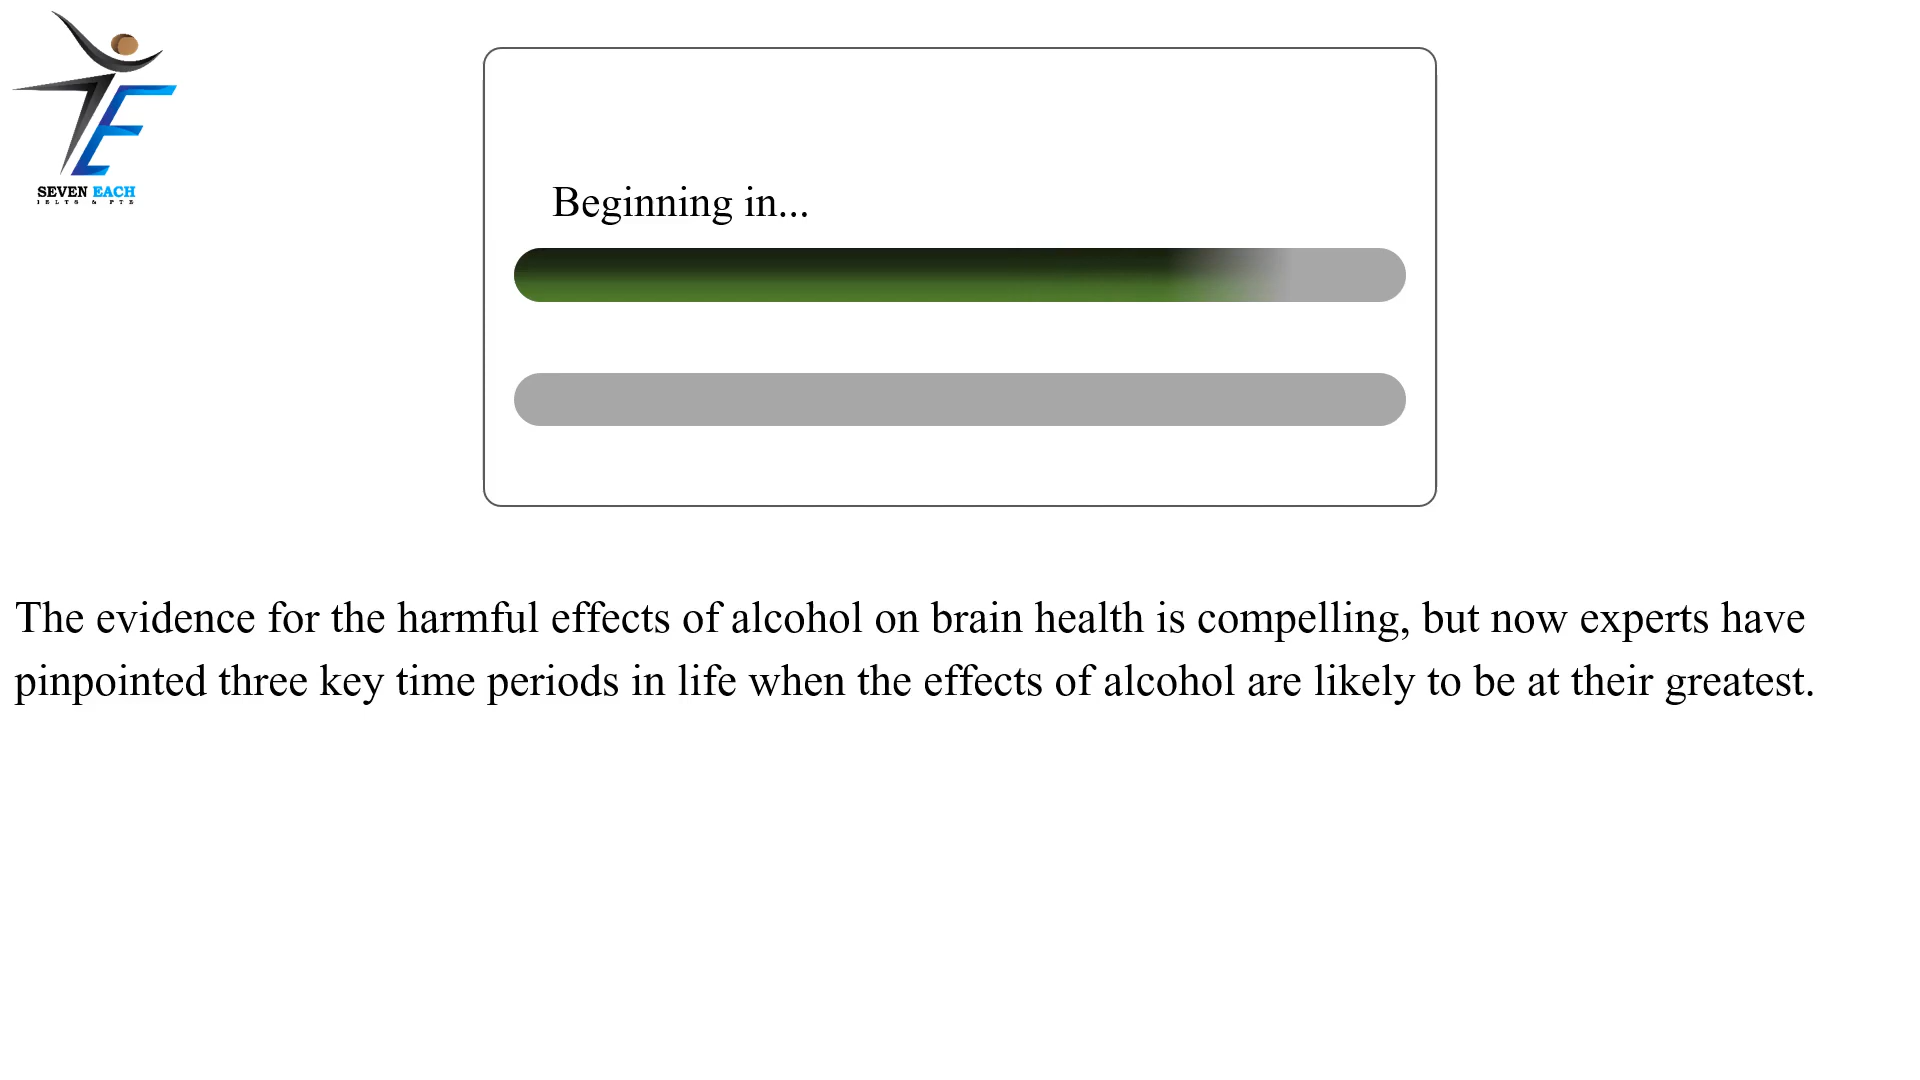 SEVEN EACH
IELTS & PTE
Beginning in...
The evidence for the harmful effects of alcohol on brain health is compelling, but now experts have
pinpointed three key time periods in life when the effects of alcohol are likely to be at their greatest.